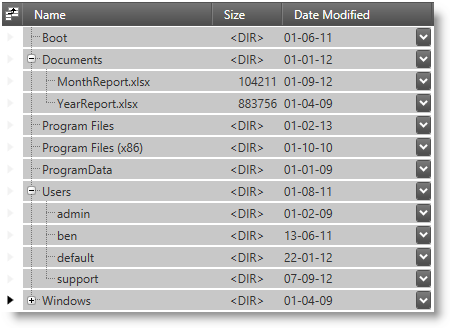 Name Size Date Modified
Boot <DIR> 01-06-11
Documents <DIR> 01-01-12
MonthReport.xlsx 104211 01-09-12
YearReport.xlsx 883756 01-04-09
Program Files <DIR> 01-02-13
Program Files (x86) <DIR> 01-10-10
ProgramData <DIR> 01-01-09
Users <DIR> 01-08-11
admin <DIR> 01-02-09
ben <DIR> 13-06-11
default <DIR> 22-01-12
support <DIR> 07-09-12
Windows <DIR> 01-04-09